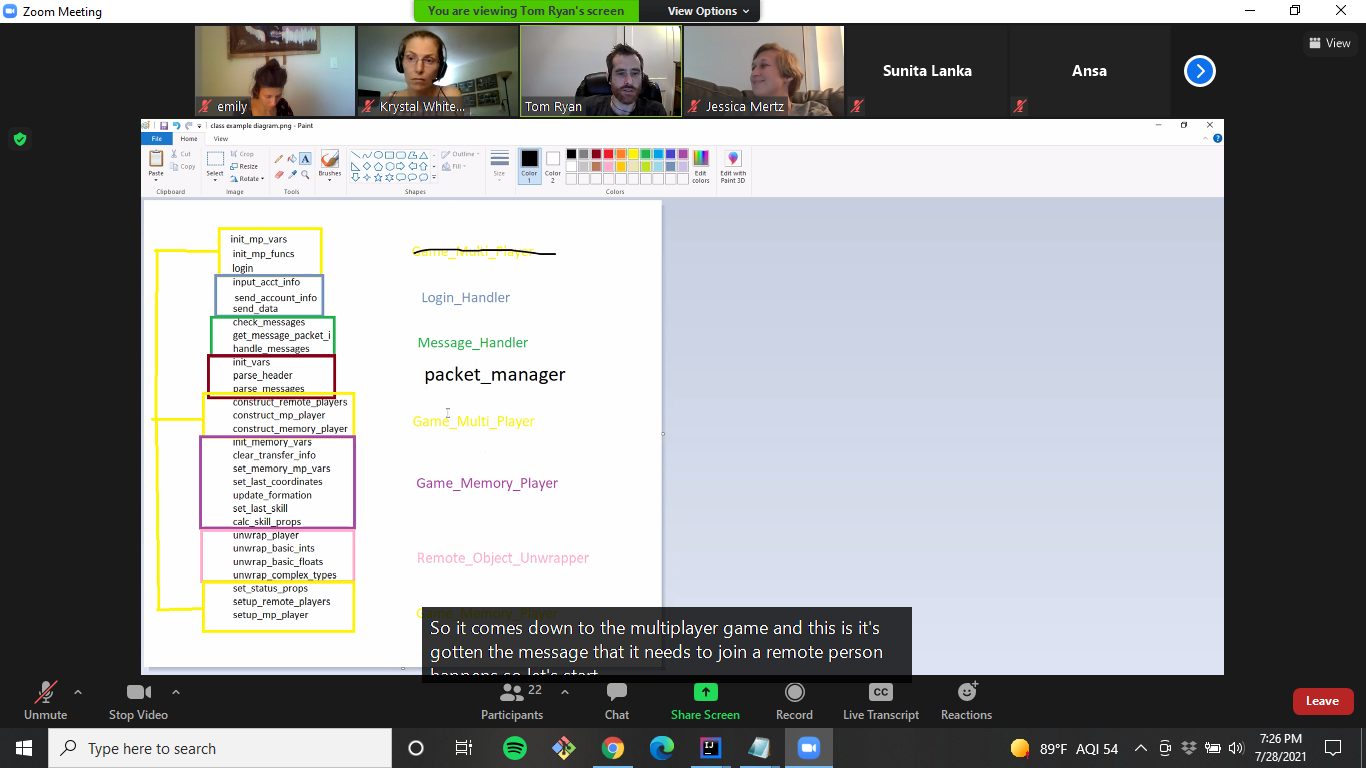 Zoom Meeting
You are viewing Tom Ryan's screen
View Options
View
emily
Krystal White...
Tom Ryan
Jessica Mertz
Sunita Lanka
Ansa
class example diagram.png - Paint
File
Home
View
Paste
Cut
Copy
Clipboard
Select
Crop
Resize
Rotate
Image
A
Tools
Brushes
Shapes
Outline
Fill
Size
Color 1
Color 2
Edit colors
Colors
Edit with Paint 3D
init_mp_vars
init_mp_funcs
login
input_acct_info
send_account_info
send_data
check_messages
get_message_packet_i
handle_messages
init_vars
parse_header
parse_messages
construct_remote_players
construct_mp_player
construct_memory_player
init_memory_vars
clear_transfer_info
set_memory_mp_vars
set_last_coordinates
update_formation
set_last_skill
calc_skill_props
unwrap_player
unwrap_basic_ints
unwrap_basic_floats
unwrap_complex_types
set_status_props
setup_remote_players
setup_mp_player
Game_Multi_Player
Login_Handler
Message_Handler
packet_manager
Game_Multi_Player
Game_Memory_Player
Remote_Object_Unwrapper
So it comes down to the multiplayer game and this is it's
gotten the message that it needs to join a remote person
happens so let's start
Unmute
Stop Video
Participants
22
Chat
Share Screen
Record
CC
Live Transcript
Reactions
Leave
Type here to search
IJ
89°F AQI 54
7:26 PM
7/28/2021